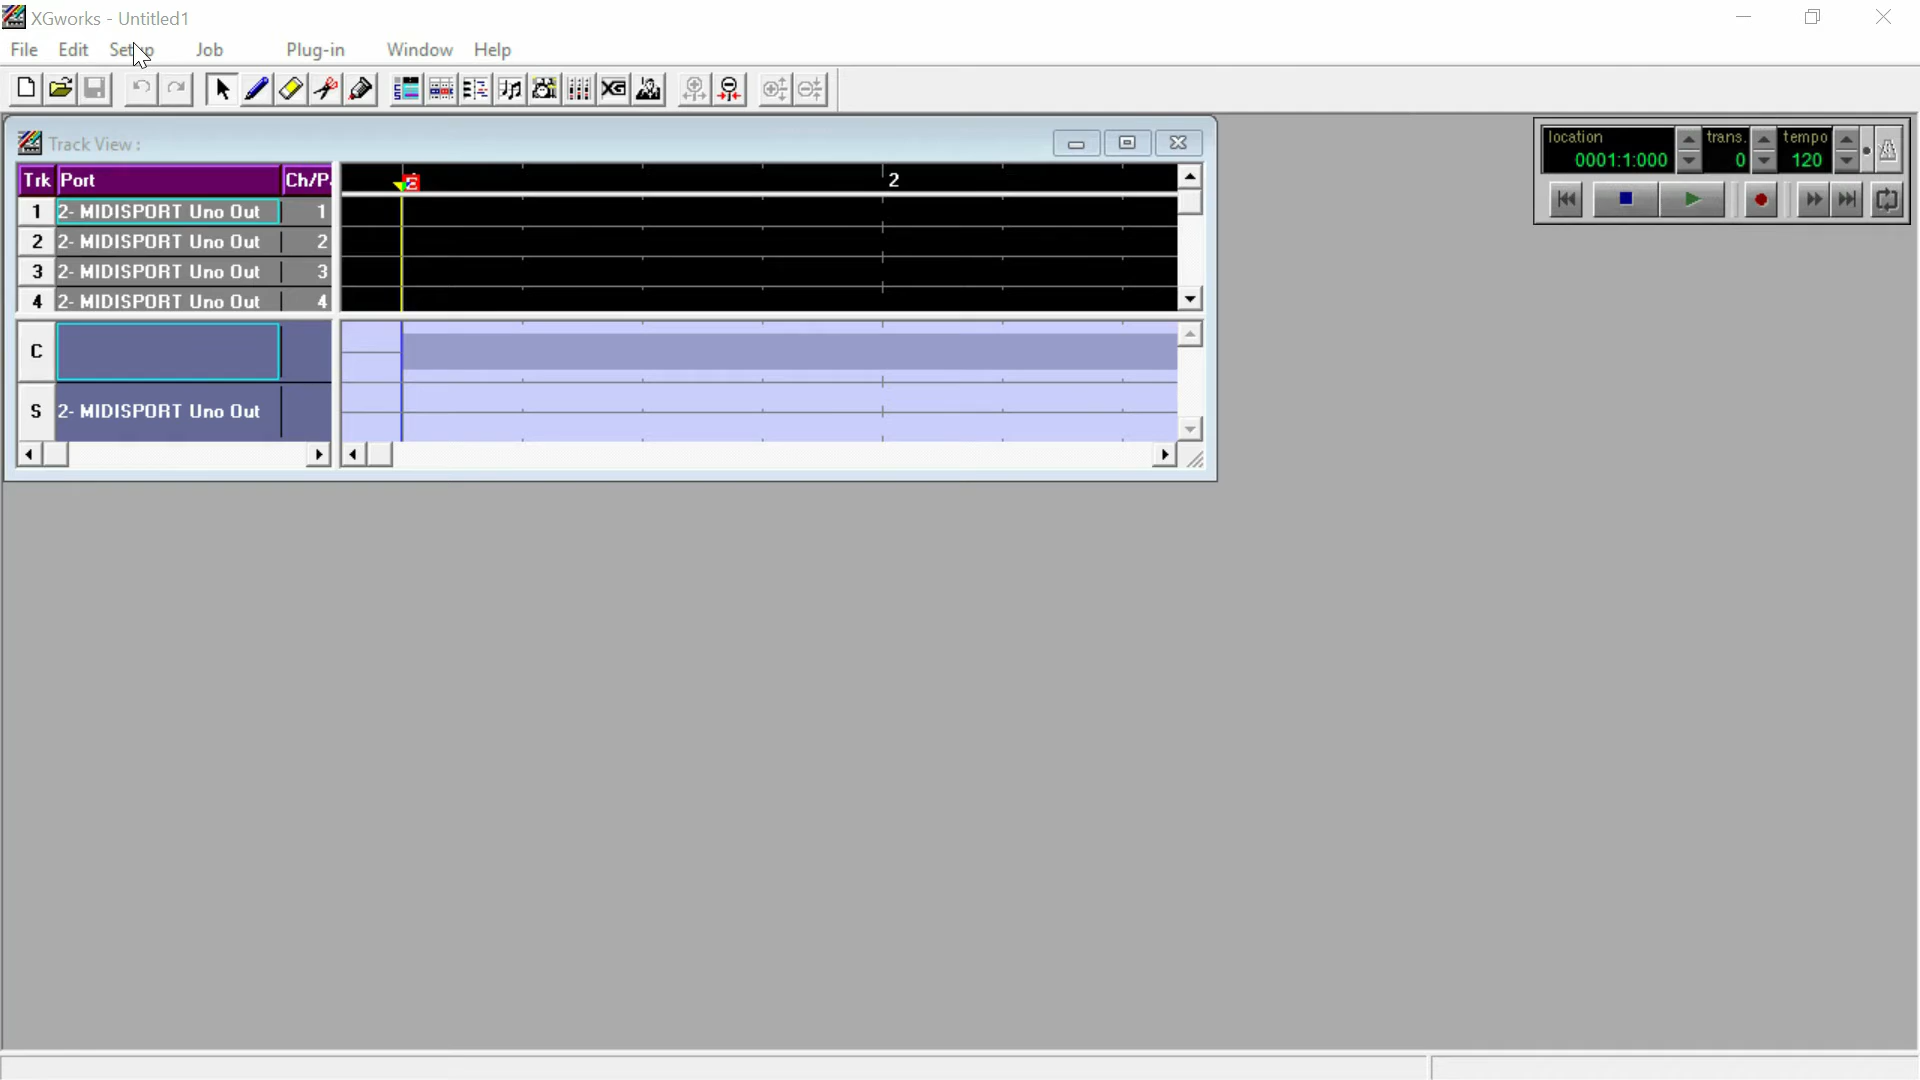 XGworks - Untitled1
File Edit Setup Job Plug-in Window Help
XG
Track View :
location trans. tempo
0001:1:000 0 120
Trk Port Ch/P.
2
1 2- MIDISPORT Uno Out 1
2 2- MIDISPORT Uno Out 2
3 2- MIDISPORT Uno Out 3
4 2- MIDISPORT Uno Out 4
C
S 2- MIDISPORT Uno Out